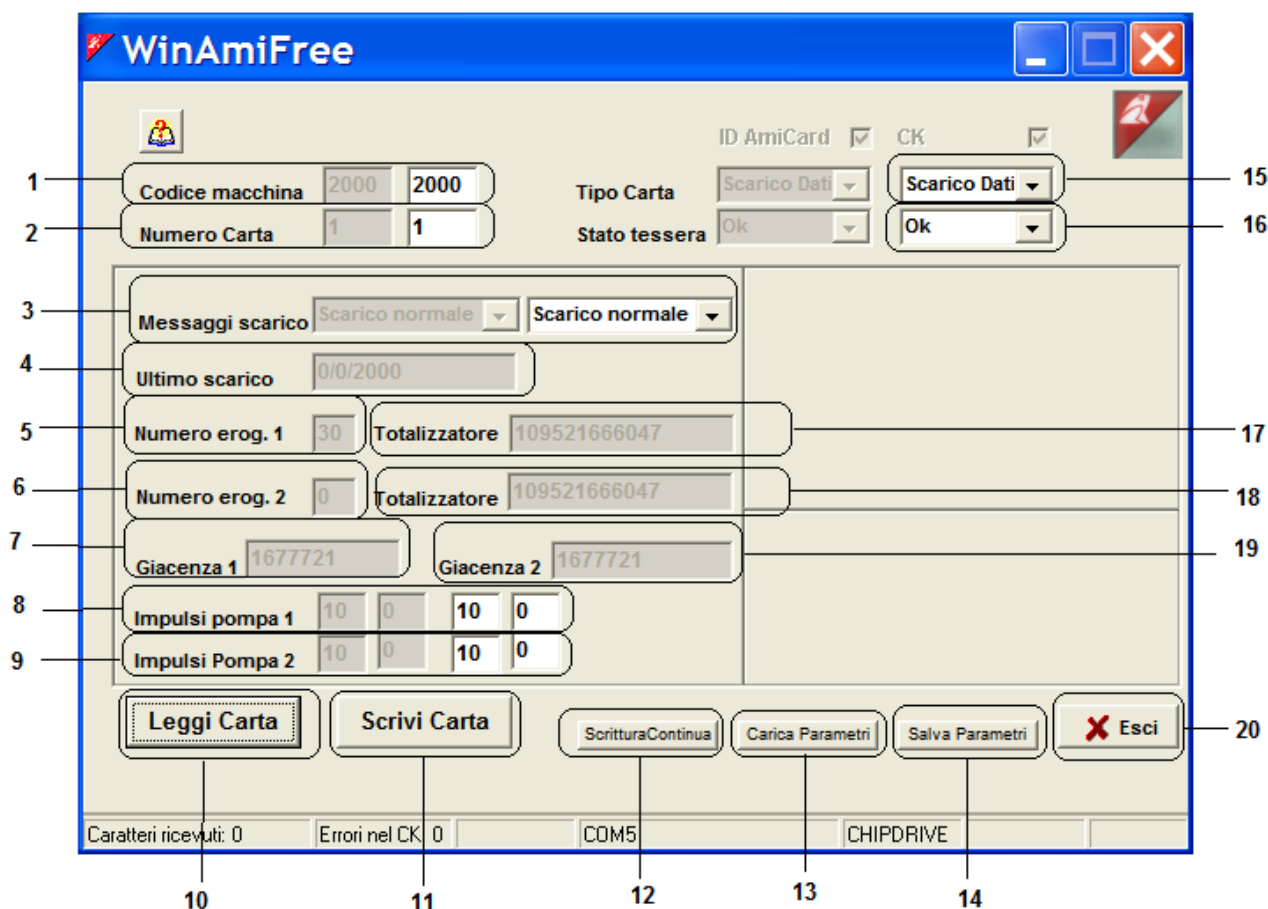 WinAmiFree
ID AmiCard CK
1 Codice macchina 2000 2000 Tipo Carta Scarico Dati Scarico Dati 15
2 Numero Carta 1 1 Stato tessera Ok Ok 16
3 Messaggi scarico Scarico normale Scarico normale
4 Ultimo scarico 0/0/2000
5 Numero erog. 1 30 Totalizzatore 109521666047 17
6 Numero erog. 2 0 Totalizzatore 109521666047 18
7 Giacenza 1 1677721 Giacenza 2 1677721 19
8 Impulsi pompa 1 10 0 10 0
9 Impulsi Pompa 2 10 0 10 0
Leggi Carta Scrivi Carta ScritturaContinua Carica Parametri Salva Parametri Esci 20
Caratteri ricevuti: 0 Errori nel CK: 0 COM5 CHIPDRIVE
10 11 12 13 14